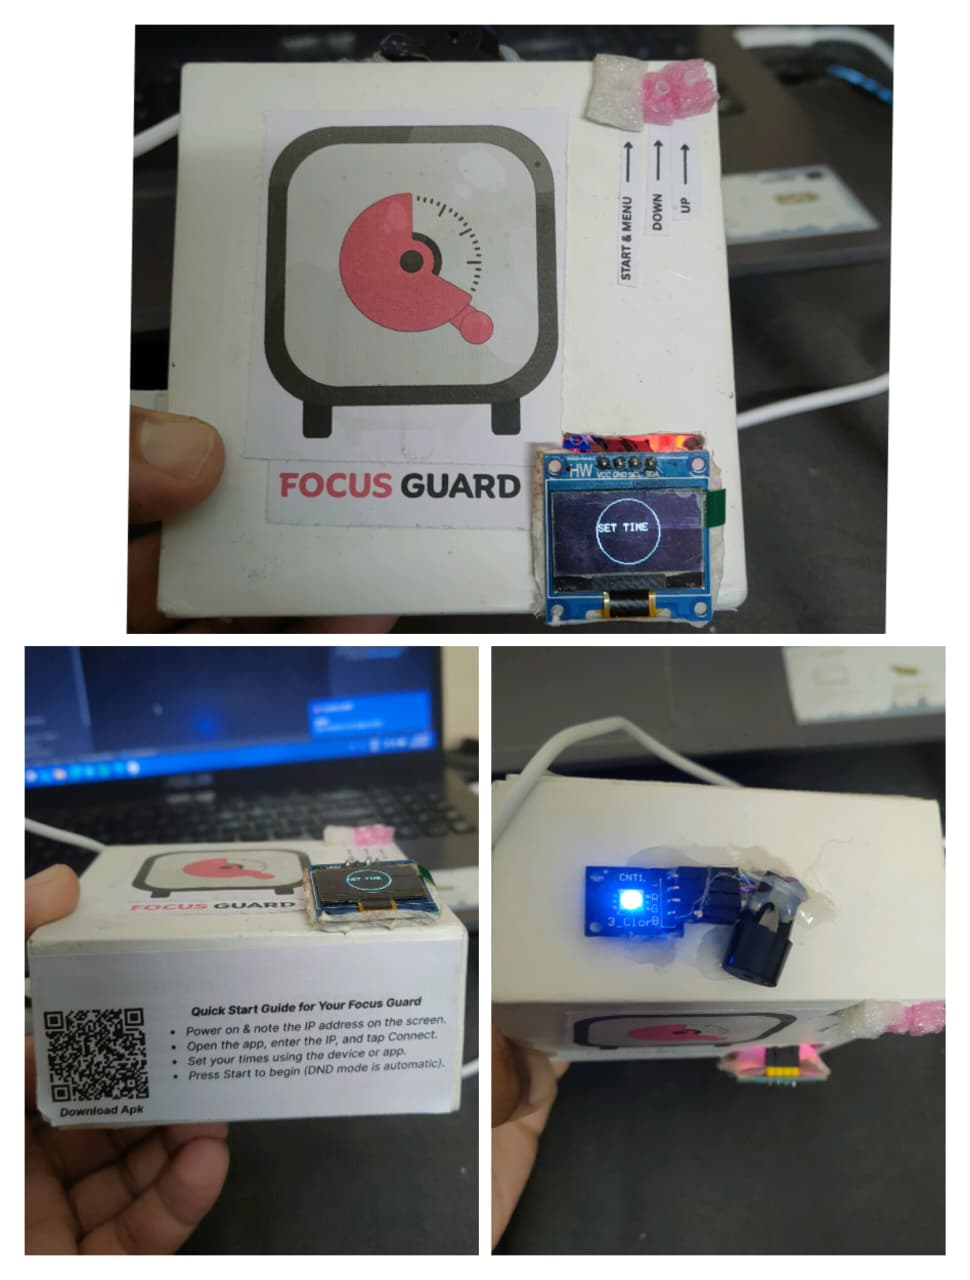 START & MENU
DOWN
UP
FOCUS GUARD
HW
VCC GND SCL SDA
SET TIME
SET TIME
FOCUS GUARD
Quick Start Guide for Your Focus Guard
• Power on & note the IP address on the screen.
• Open the app, enter the IP, and tap Connect.
• Set your times using the device or app.
• Press Start to begin (DND mode is automatic).
Download Apk
CNT1
3_ClorB